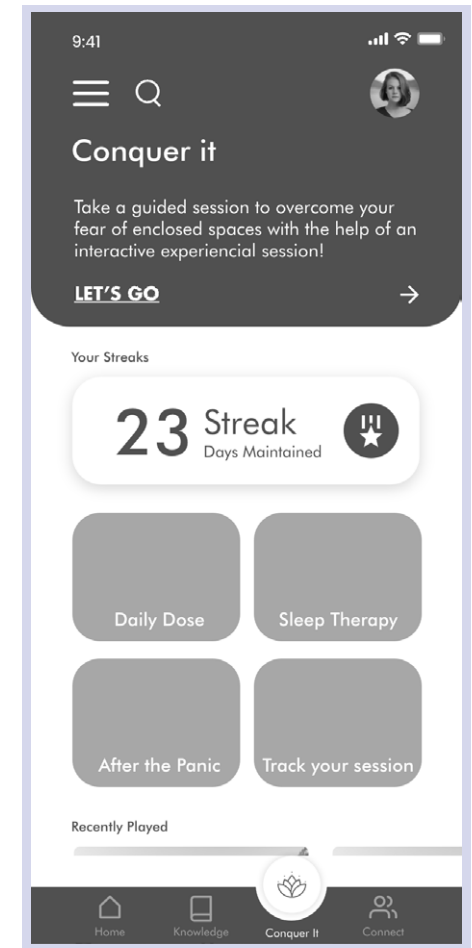 9:41
Conquer it
Take a guided session to overcome your
fear of enclosed spaces with the help of an
interactive experiencial session!
LET'S GO
Your Streaks
23 Streak
Days Maintained
Daily Dose
Sleep Therapy
After the Panic
Track your session
Recently Played
Home
Knowledge
Conquer It
Connect